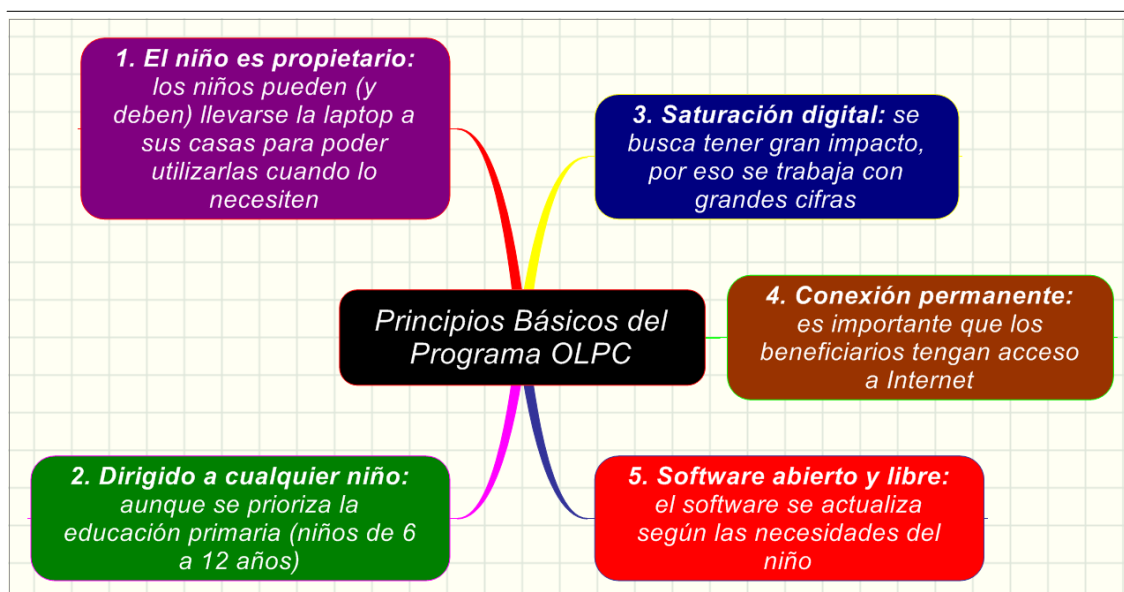 1. El niño es propietario:
los niños pueden (y
deben) llevarse la laptop a
sus casas para poder
utilizarlas cuando lo
necesiten
2. Dirigido a cualquier niño:
aunque se prioriza la
educación primaria (niños de 6
a 12 años)
3. Saturación digital: se
busca tener gran impacto,
por eso se trabaja con
grandes cifras
Principios Básicos del
Programa OLPC
4. Conexión permanente:
es importante que los
beneficiarios tengan acceso
a Internet
5. Software abierto y libre:
el software se actualiza
según las necesidades del
niño